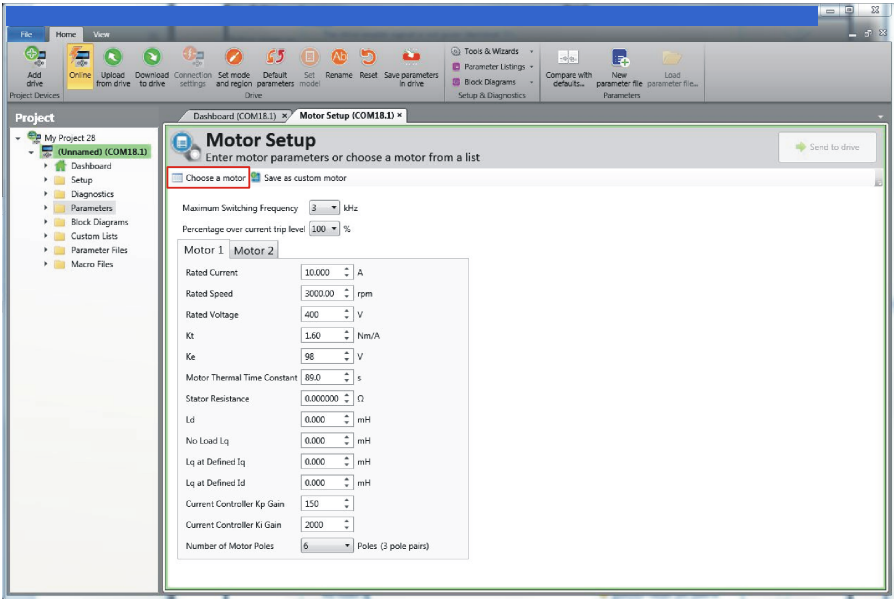 File Home View
Add drive
Online
Upload from drive
Download to drive
Connection settings
Set mode and region
Default parameters
Set model
Rename
Reset
Save parameters in drive
Tools & Wizards
Parameter Listings
Block Diagrams
Compare with defaults...
New parameter file
Load parameter file...
Project Devices Drive Setup & Diagnostics Parameters
Project
Dashboard (COM18.1) × Motor Setup (COM18.1) ×
My Project 28
(Unnamed) (COM18.1)
Dashboard
Setup
Diagnostics
Parameters
Block Diagrams
Custom Lists
Parameter Files
Macro Files
Motor Setup
Enter motor parameters or choose a motor from a list
Send to drive
Choose a motor Save as custom motor
Maximum Switching Frequency 3 kHz
Percentage over current trip level 100 %
Motor 1 Motor 2
Rated Current 10.000 A
Rated Speed 3000.00 rpm
Rated Voltage 400 V
Kt 1.60 Nm/A
Ke 98 V
Motor Thermal Time Constant 89.0 s
Stator Resistance 0.000000 Ω
Ld 0.000 mH
No Load Lq 0.000 mH
Lq at Defined Iq 0.000 mH
Lq at Defined Id 0.000 mH
Current Controller Kp Gain 150
Current Controller Ki Gain 2000
Number of Motor Poles 6 Poles (3 pole pairs)